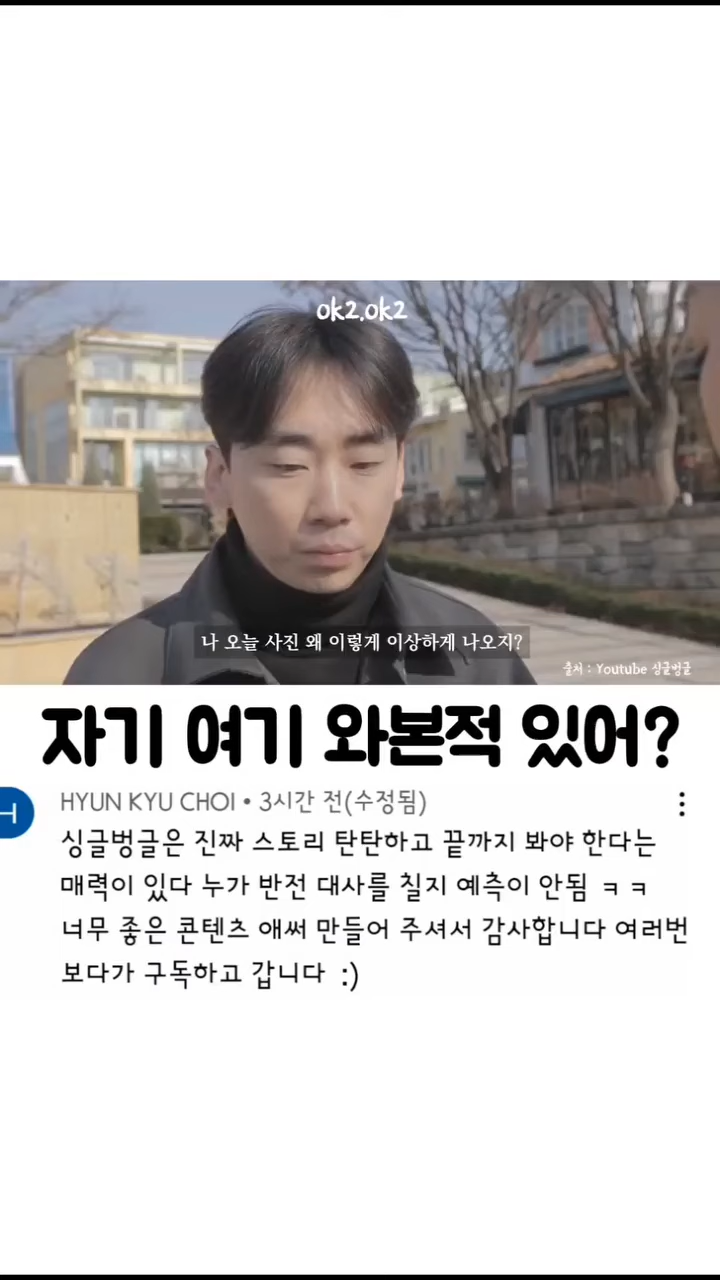 ok2.ok2
나 오늘 사진 왜 이렇게 이상하게 나오지?
출처 : Youtube 싱글벙글
자기 여기 와본적 있어?
HYUN KYU CHOI • 3시간 전(수정됨)
싱글벙글은 진짜 스토리 탄탄하고 끝까지 봐야 한다는
매력이 있다 누가 반전 대사를 칠지 예측이 안됨 ㅋㅋ
너무 좋은 콘텐츠 애써 만들어 주셔서 감사합니다 여러번
보다가 구독하고 갑니다 :)